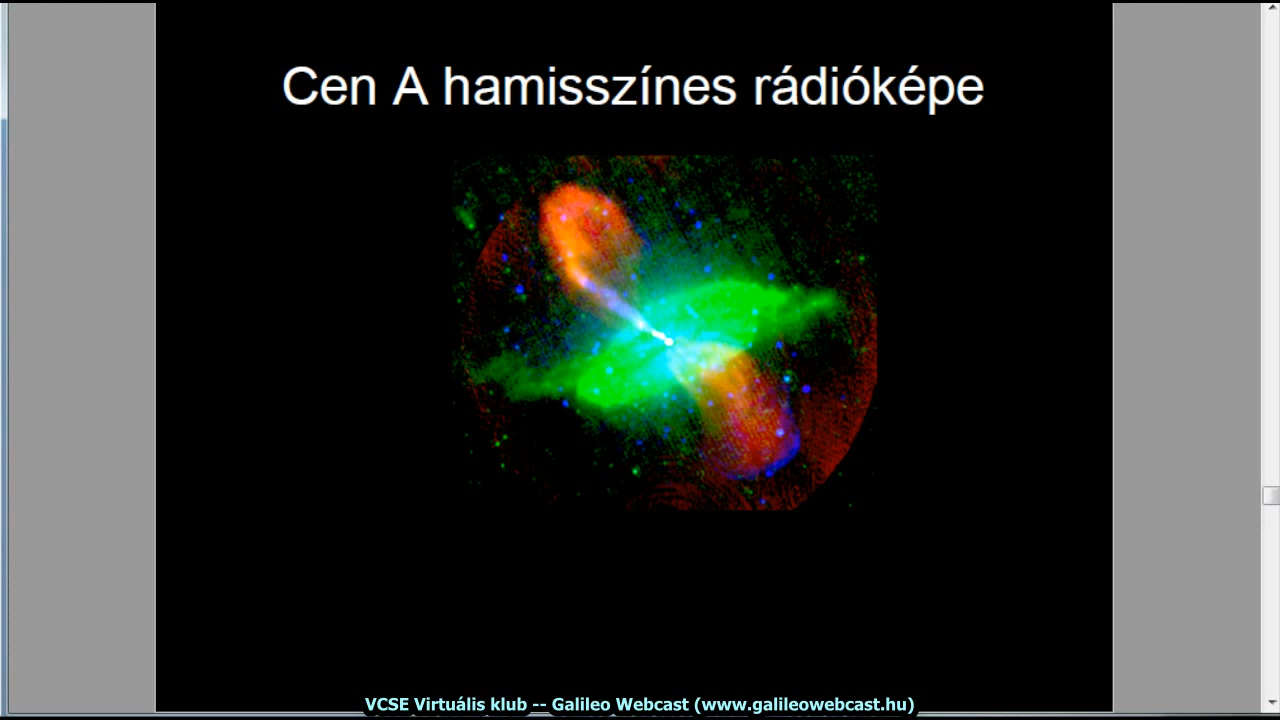 Cen A hamisszínes rádióképe
VCSE Virtuális klub -- Galileo Webcast (www.galileowebcast.hu)